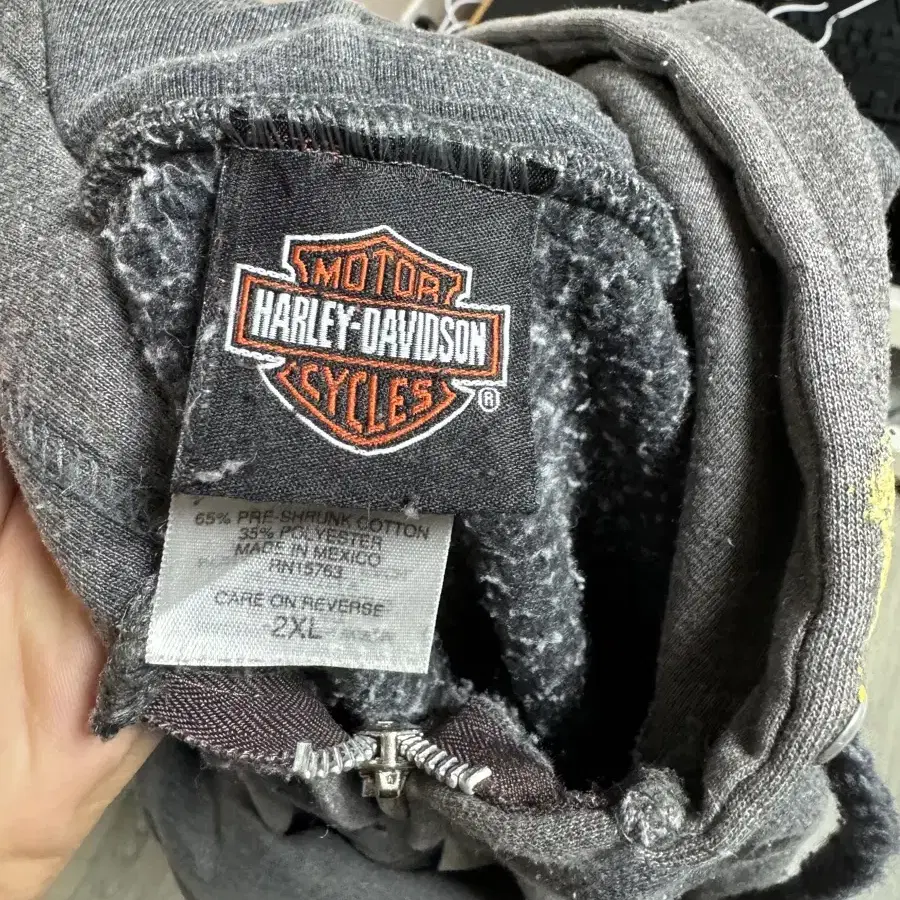 MOTOR
HARLEY-DAVIDSON
CYCLES
®
65% PRE-SHRUNK COTTON
35% POLYESTER
MADE IN MEXICO
RN15763
CARE ON REVERSE
2XL